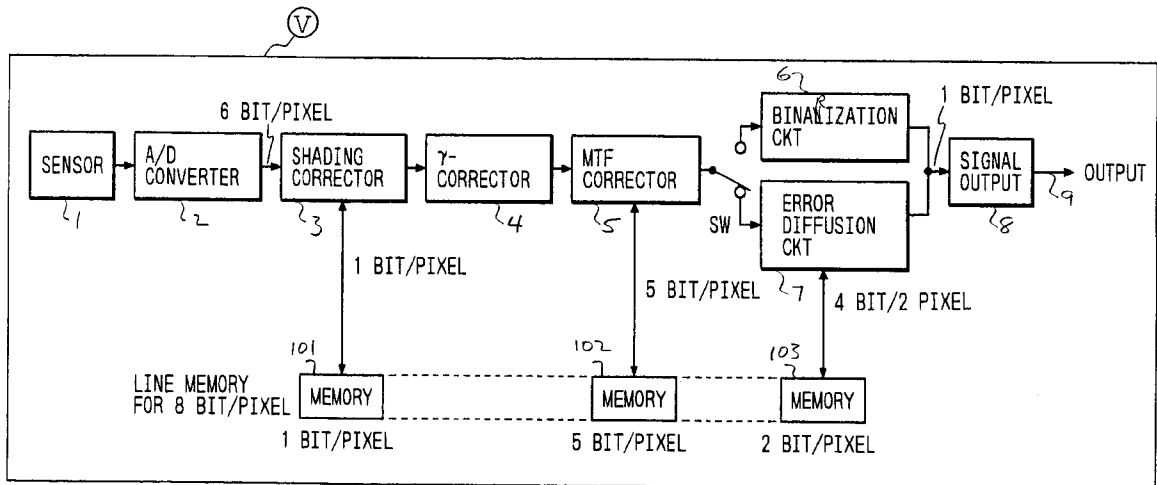 V
6 BIT/PIXEL
SENSOR
1
A/D
CONVERTER
2
SHADING
CORRECTOR
3
γ-
CORRECTOR
4
MTF
CORRECTOR
5
SW
6
R
BINALIZATION
CKT
ERROR
DIFFUSION
CKT
7
1 BIT/PIXEL
SIGNAL
OUTPUT
8
9
OUTPUT
1 BIT/PIXEL
5 BIT/PIXEL
4 BIT/2 PIXEL
LINE MEMORY
FOR 8 BIT/PIXEL
101
MEMORY
1 BIT/PIXEL
102
MEMORY
5 BIT/PIXEL
103
MEMORY
2 BIT/PIXEL